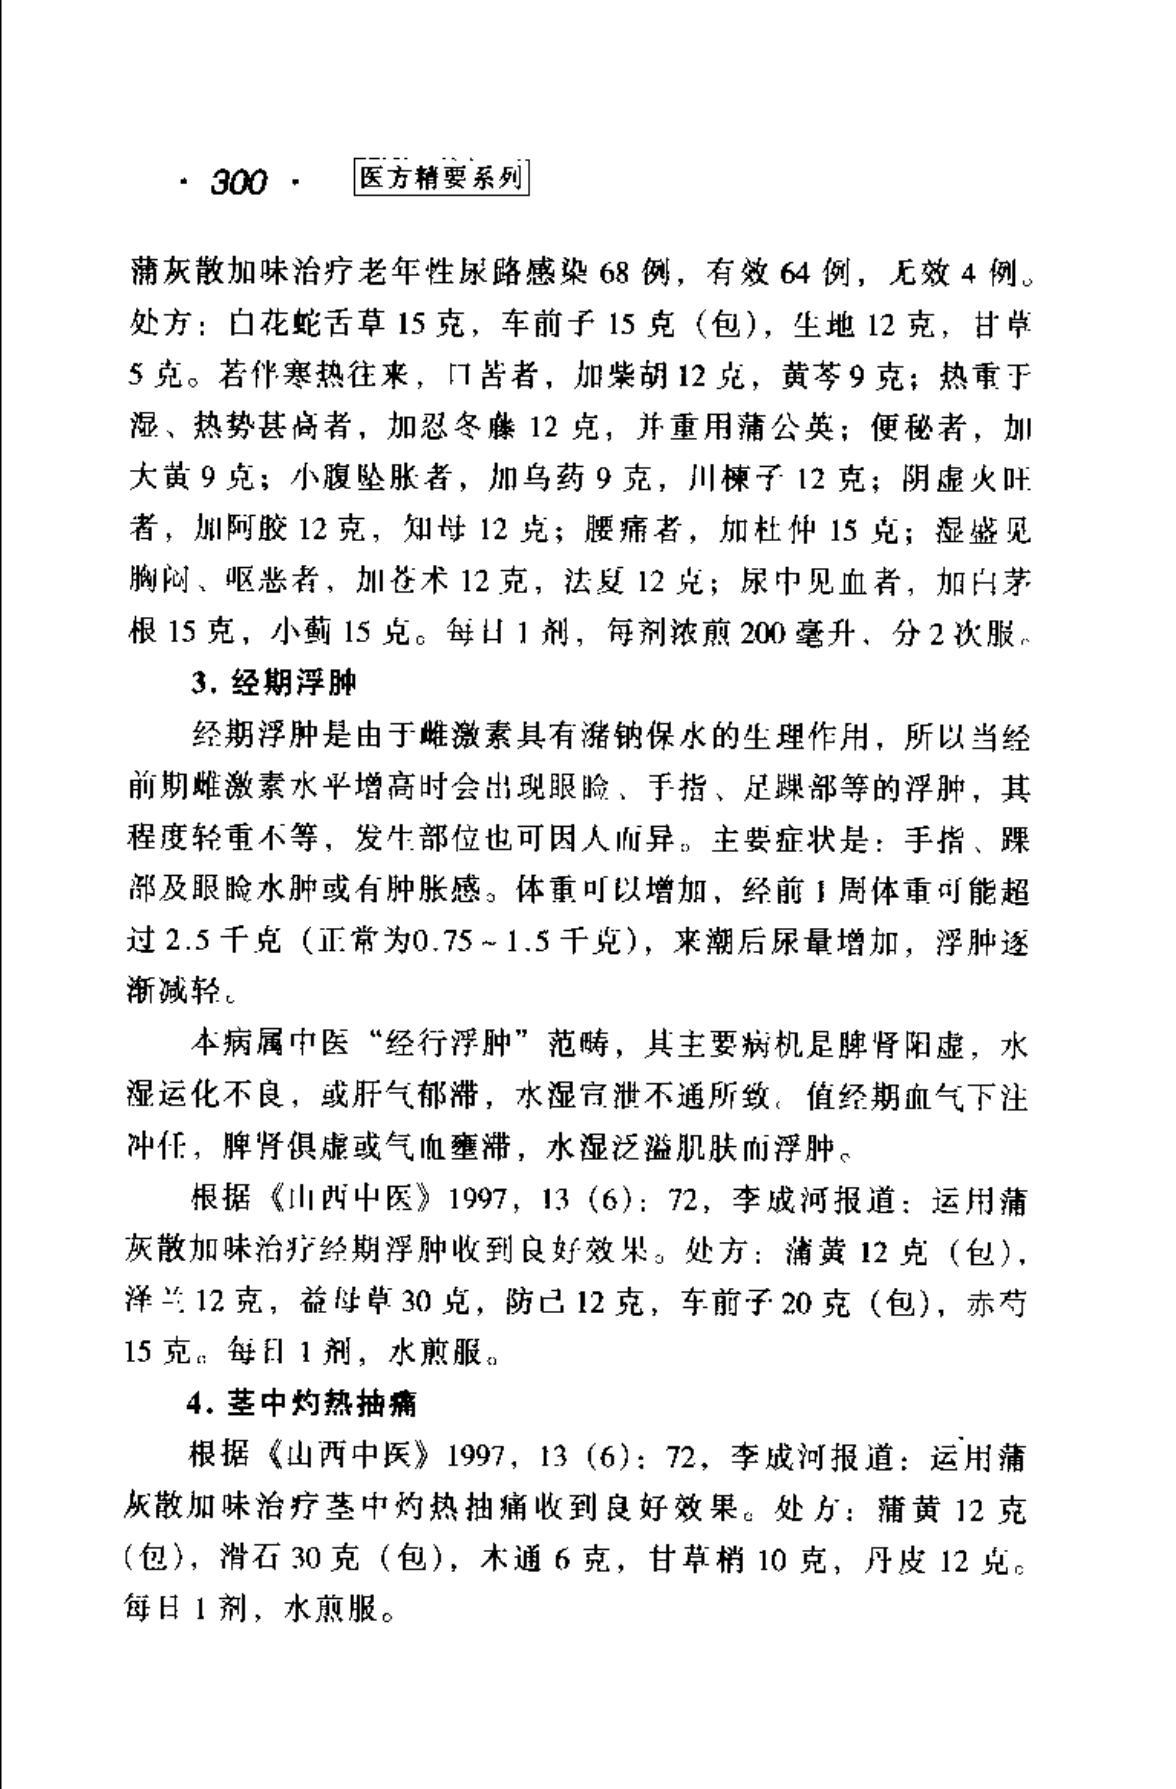 · 300 · 医方精要系列
蒲灰散加味治疗老年性尿路感染 68 例，有效 64 例，无效 4 例。
处方：白花蛇舌草 15 克，车前子 15 克（包），生地 12 克，甘草
5 克。若伴寒热往来，口苦者，加柴胡 12 克，黄芩 9 克；热重于
湿、热势甚高者，加忍冬藤 12 克，并重用蒲公英；便秘者，加
大黄 9 克；小腹坠胀者，加乌药 9 克，川楝子 12 克；阴虚火旺
者，加阿胶 12 克，知母 12 克；腰痛者，加杜仲 15 克；湿盛见
胸闷、呕恶者，加苍术 12 克，法夏 12 克；尿中见血者，加白茅
根 15 克，小蓟 15 克。每日 1 剂，每剂浓煎 200 毫升、分 2 次服。
3. 经期浮肿
经期浮肿是由于雌激素具有潴钠保水的生理作用，所以当经
前期雌激素水平增高时会出现眼睑、手指、足踝部等的浮肿，其
程度轻重不等，发生部位也可因人而异。主要症状是：手指、踝
部及眼睑水肿或有肿胀感。体重可以增加，经前 1 周体重可能超
过 2.5 千克（正常为0.75～1.5 千克），来潮后尿量增加，浮肿逐
渐减轻。
本病属中医“经行浮肿”范畴，其主要病机是脾肾阳虚，水
湿运化不良，或肝气郁滞，水湿宣泄不通所致。值经期血气下注
冲任，脾肾俱虚或气血壅滞，水湿泛溢肌肤而浮肿。
根据《山西中医》1997，13（6）：72，李成河报道：运用蒲
灰散加味治疗经期浮肿收到良好效果。处方：蒲黄 12 克（包），
泽兰 12 克，益母草 30 克，防己 12 克，车前子 20 克（包），赤芍
15 克。每日 1 剂，水煎服。
4. 茎中灼热抽痛
根据《山西中医》1997，13（6）：72，李成河报道：运用蒲
灰散加味治疗茎中灼热抽痛收到良好效果。处方：蒲黄 12 克
（包），滑石 30 克（包），木通 6 克，甘草梢 10 克，丹皮 12 克。
每日 1 剂，水煎服。